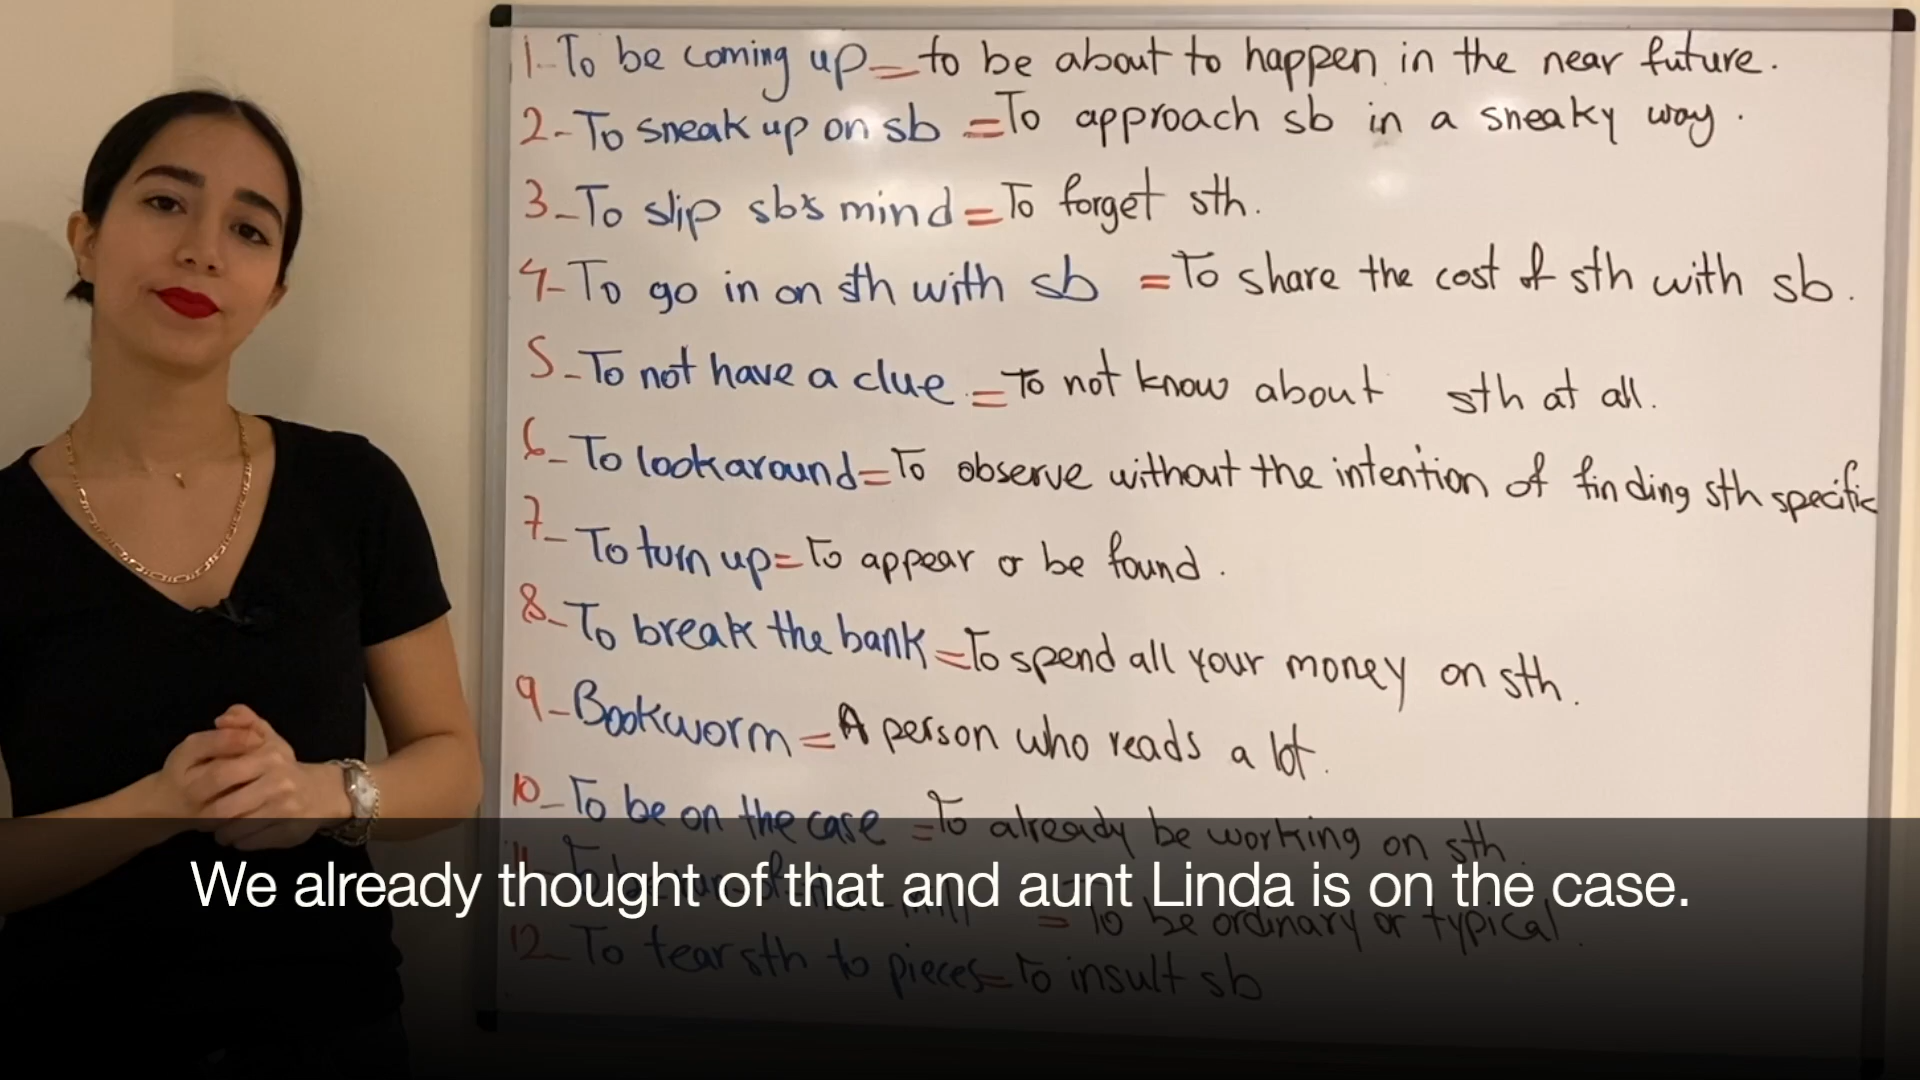 1- To be coming up = to be about to happen in the near future.
2- To sneak up on sb = To approach sb in a sneaky way.
3- To slip sb's mind = To forget sth.
4- To go in on sth with sb = To share the cost of sth with sb.
5- To not have a clue = To not know about sth at all.
6- To look around = To observe without the intention of finding sth specific
7- To turn up = To appear or be found.
8- To break the bank = To spend all your money on sth.
9- Bookworm = A person who reads a lot.
10- To be on the case = To already be working on sth.
We already thought of that and aunt Linda is on the case.
11- To be = To be ordinary or typical.
12- To tear sth to pieces = To insult sb